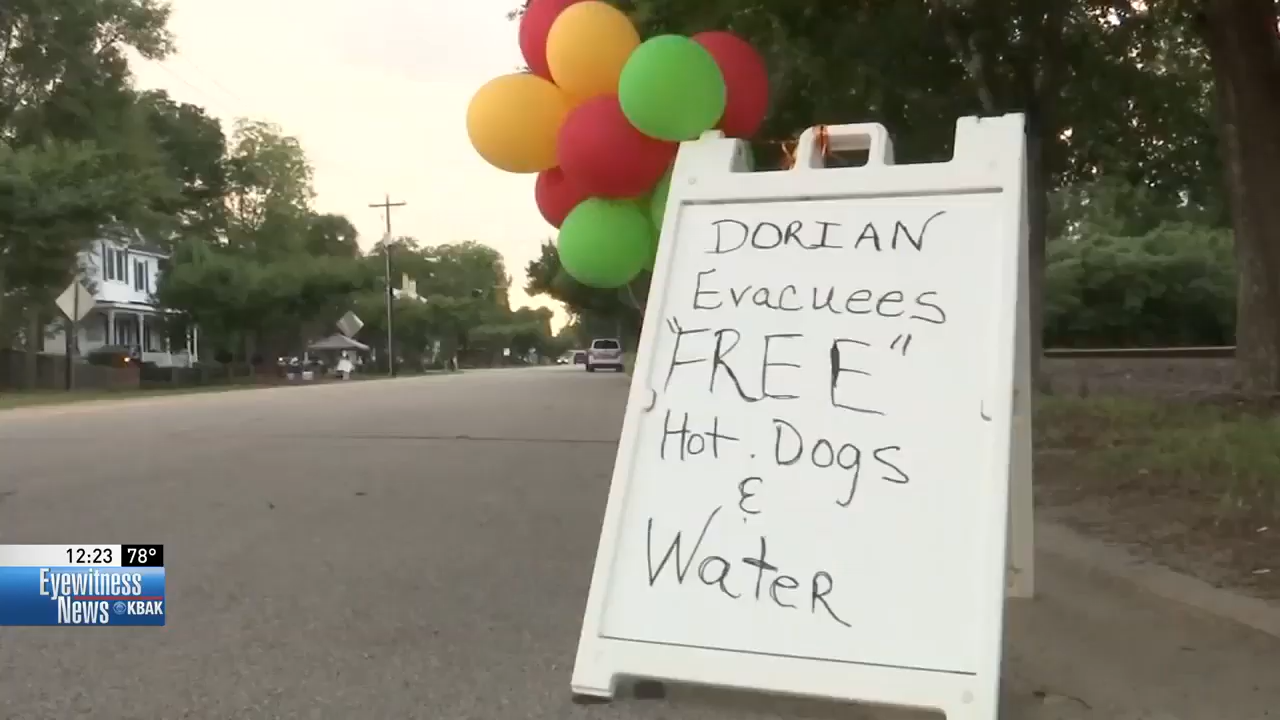 DORIAN
Evacuees
"FREE"
Hot. Dogs
&
Water
12:23 78°
Eyewitness
News KBAK